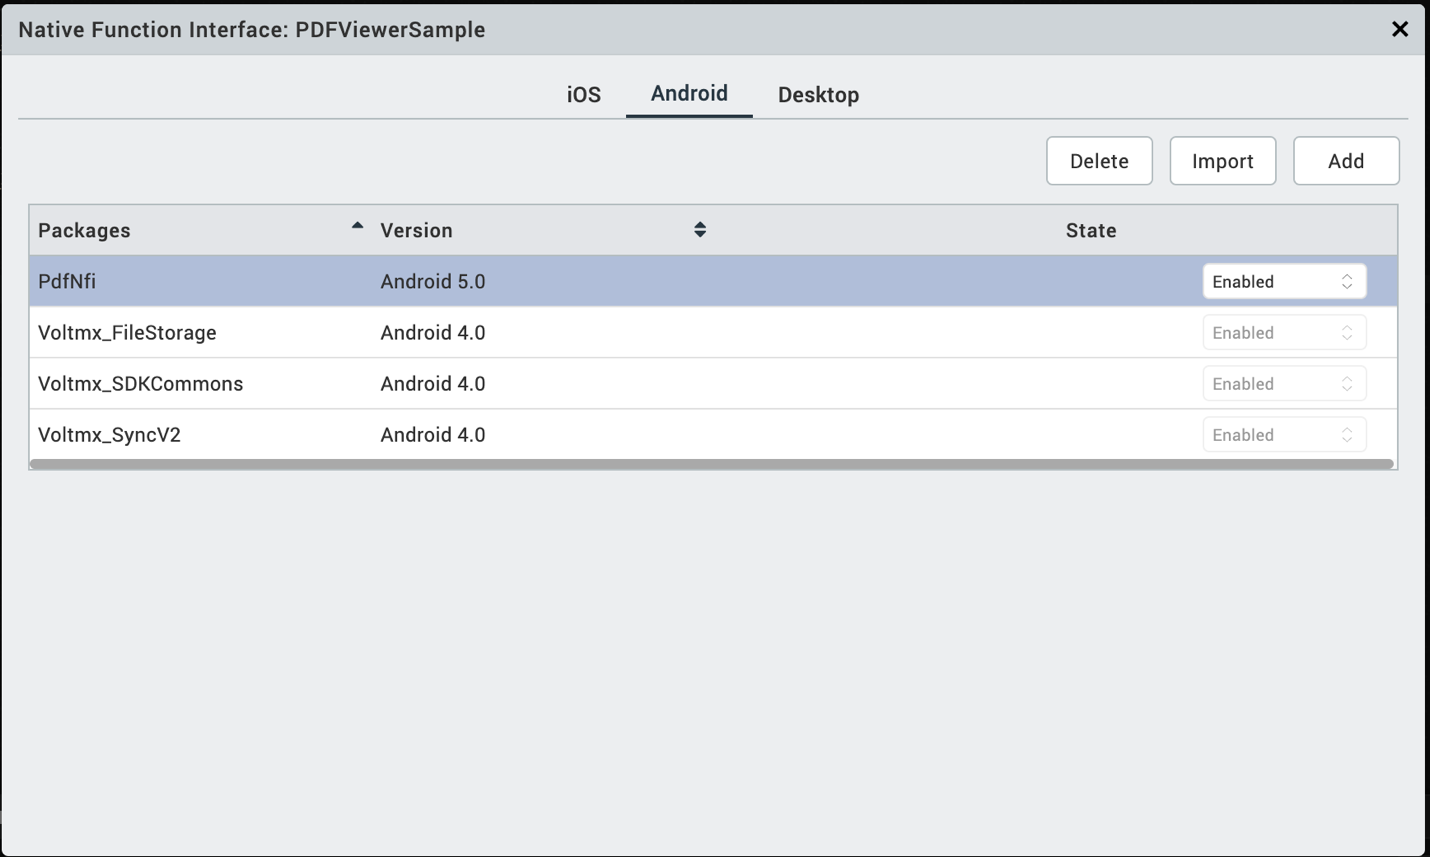 Native Function Interface: PDFViewerSample
iOS Android Desktop
Delete Import Add
Packages Version State
PdfNfi Android 5.0 Enabled
Voltmx_FileStorage Android 4.0 Enabled
Voltmx_SDKCommons Android 4.0 Enabled
Voltmx_SyncV2 Android 4.0 Enabled